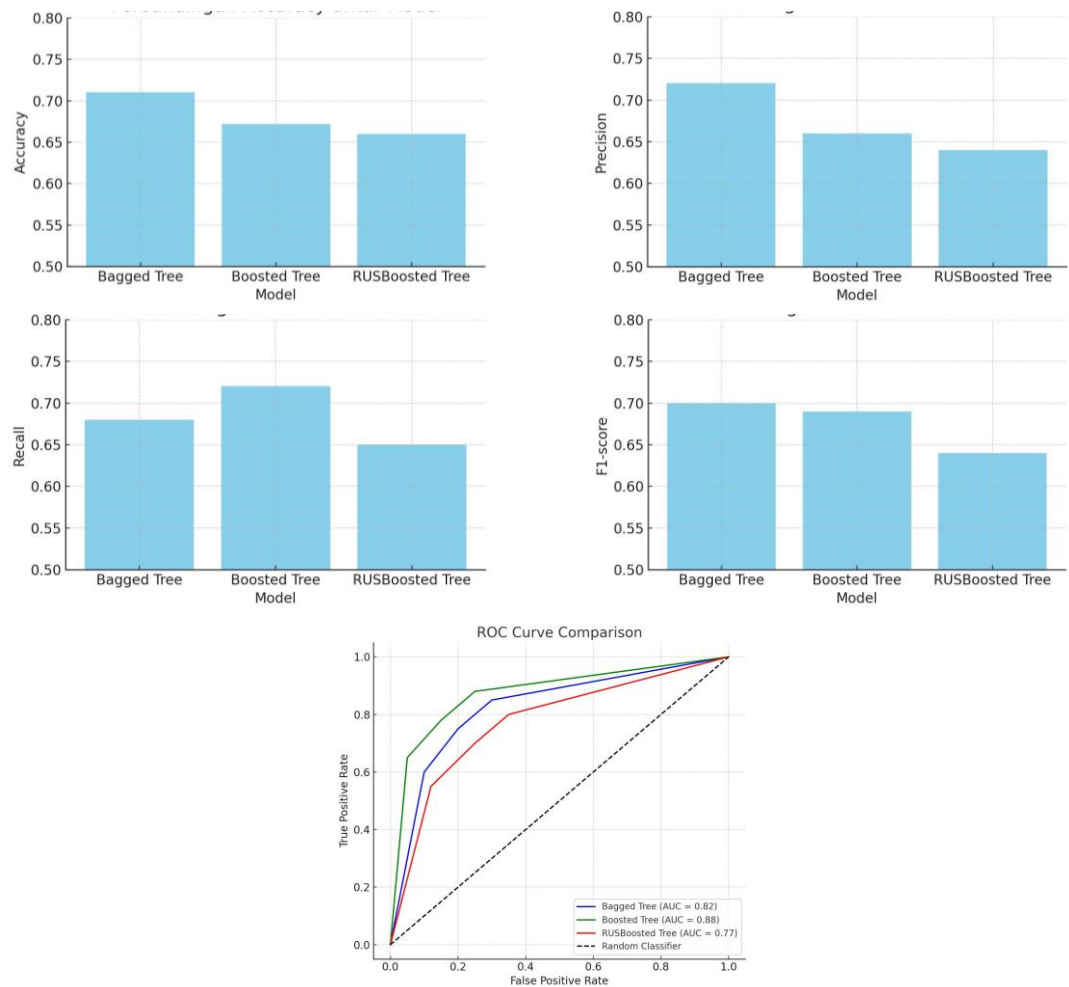 0.80
0.75
0.70
0.65
0.60
0.55
0.50
Accuracy
Bagged Tree Boosted Tree RUSBoosted Tree
Model
0.80
0.75
0.70
0.65
0.60
0.55
0.50
Precision
Bagged Tree Boosted Tree RUSBoosted Tree
Model
0.80
0.75
0.70
0.65
0.60
0.55
0.50
Recall
Bagged Tree Boosted Tree RUSBoosted Tree
Model
0.80
0.75
0.70
0.65
0.60
0.55
0.50
F1-score
Bagged Tree Boosted Tree RUSBoosted Tree
Model
ROC Curve Comparison
1.0
0.8
0.6
0.4
0.2
0.0
True Positive Rate
Bagged Tree (AUC = 0.82)
Boosted Tree (AUC = 0.88)
RUSBoosted Tree (AUC = 0.77)
Random Classifier
0.0 0.2 0.4 0.6 0.8 1.0
False Positive Rate